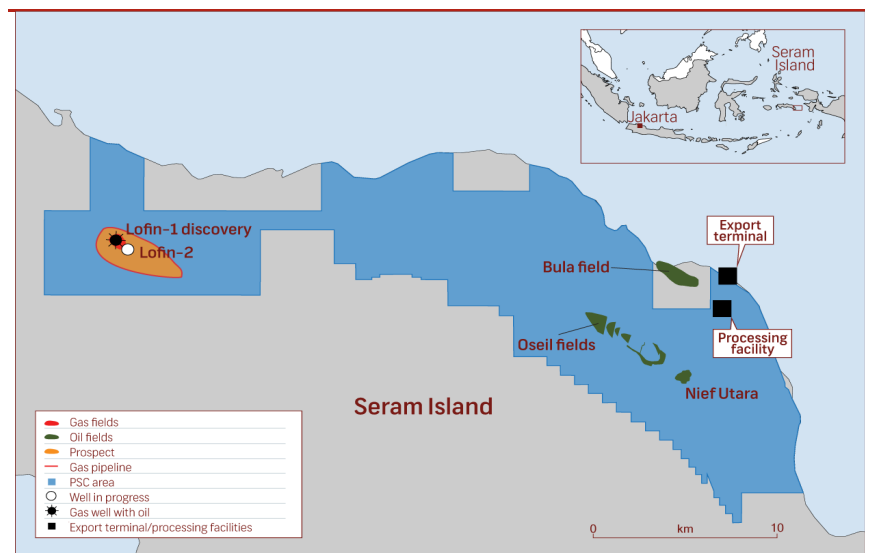 Seram
Island
Jakarta
Lofin-1 discovery
Lofin-2
Export
terminal
Bula field
Oseil fields
Processing
facility
Nief Utara
Seram Island
Gas fields
Oil fields
Prospect
Gas pipeline
PSC area
Well in progress
Gas well with oil
Export terminal/processing facilities
0 km 10